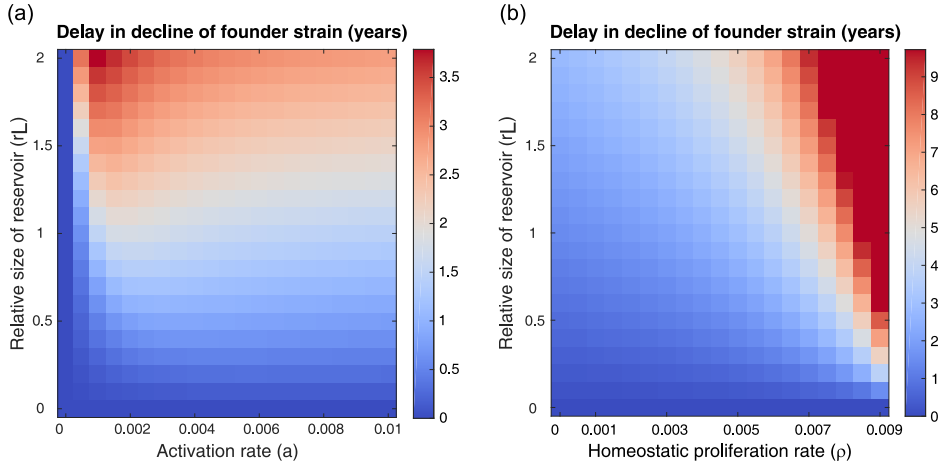 (a)
Delay in decline of founder strain (years)
Relative size of reservoir (rL)
2
1.5
1
0.5
0
0 0.002 0.004 0.006 0.008 0.01
Activation rate (a)
3.5
3
2.5
2
1.5
1
0.5
0
(b)
Delay in decline of founder strain (years)
Relative size of reservoir (rL)
2
1.5
1
0.5
0
0 0.001 0.003 0.005 0.007 0.009
Homeostatic proliferation rate (ρ)
9
8
7
6
5
4
3
2
1
0